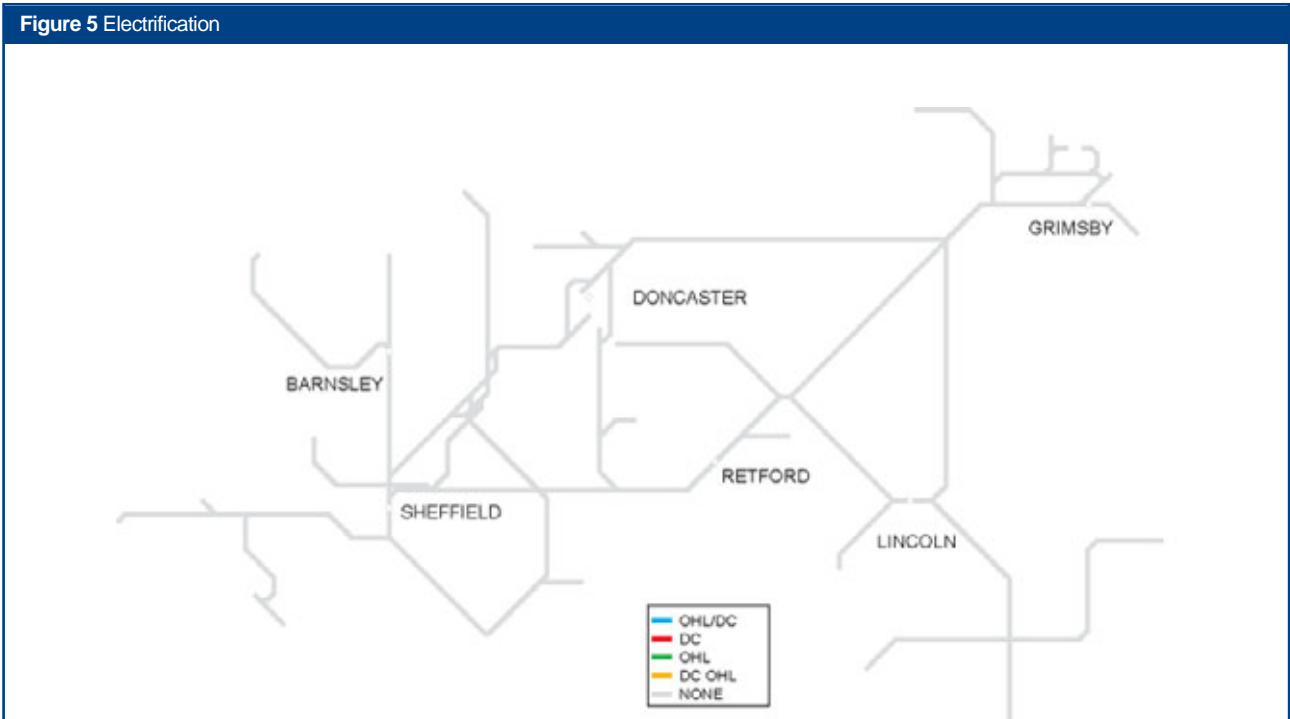 Figure 5 Electrification
GRIMSBY
DONCASTER
BARNSLEY
RETFORD
SHEFFIELD
LINCOLN
OHL/DC
DC
OHL
DC OHL
NONE